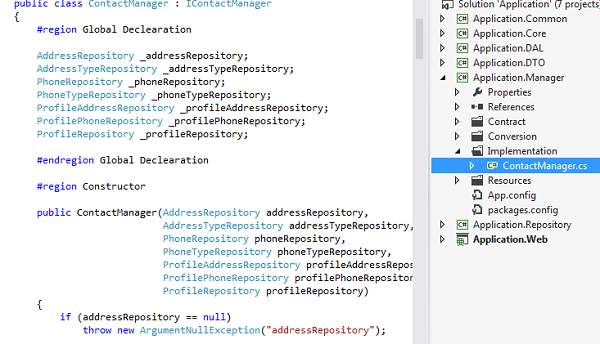 public class ContactManager : IContactManager
{
#region Global Declearation
AddressRepository _addressRepository;
AddressTypeRepository _addressTypeRepository;
PhoneRepository _phoneRepository;
PhoneTypeRepository _phoneTypeRepository;
ProfileAddressRepository _profileAddressRepository;
ProfilePhoneRepository _profilePhoneRepository;
ProfileRepository _profileRepository;
#endregion Global Declearation
#region Constructor
public ContactManager(AddressRepository addressRepository,
AddressTypeRepository addressTypeRepository,
PhoneRepository phoneRepository,
PhoneTypeRepository phoneTypeRepository,
ProfileAddressRepository profileAddressRepos
ProfilePhoneRepository profilePhoneRepositor
ProfileRepository profileRepository)
{
if (addressRepository == null)
throw new ArgumentNullException("addressRepository");
Solution 'Application' (7 projects)
C# Application.Common
C# Application.Core
C# Application.DAL
C# Application.DTO
C# Application.Manager
Properties
References
Contract
Conversion
Implementation
C# ContactManager.cs
Resources
App.config
packages.config
C# Application.Repository
Application.Web